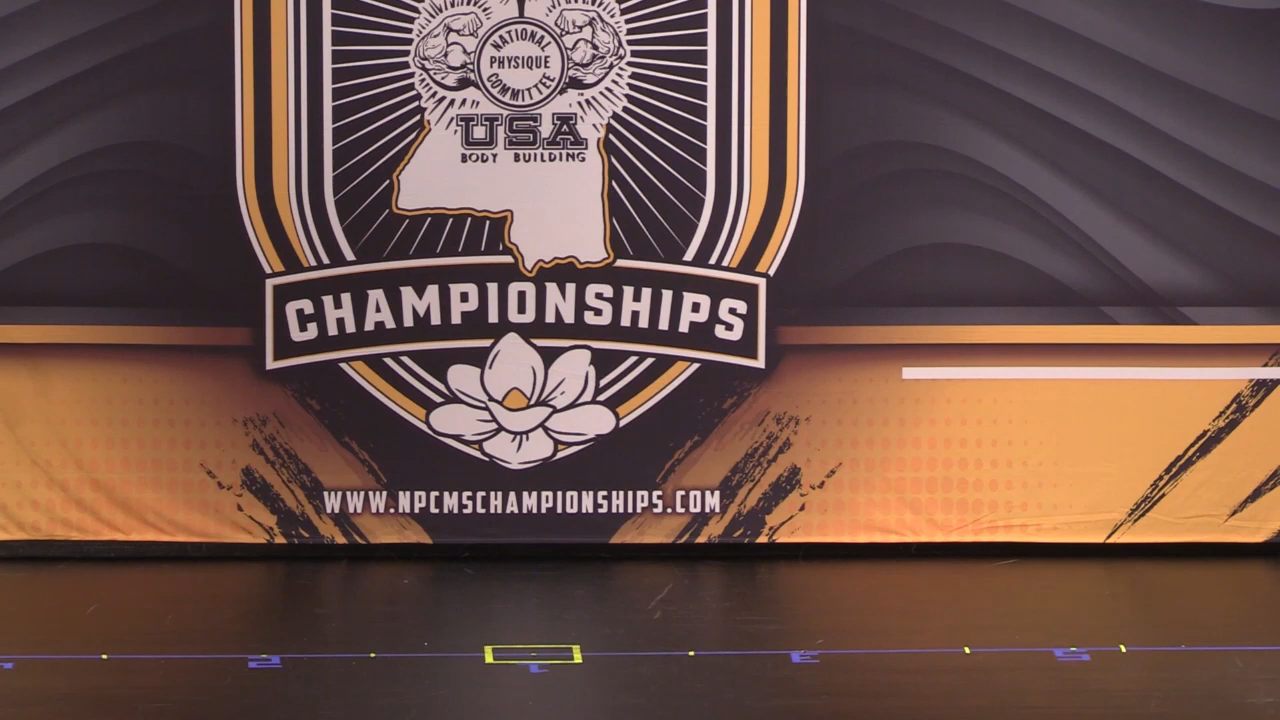 NATIONAL
PHYSIQUE
COMMITTEE
USA
BODY BUILDING
CHAMPIONSHIPS
WWW.NPCMSCHAMPIONSHIPS.COM